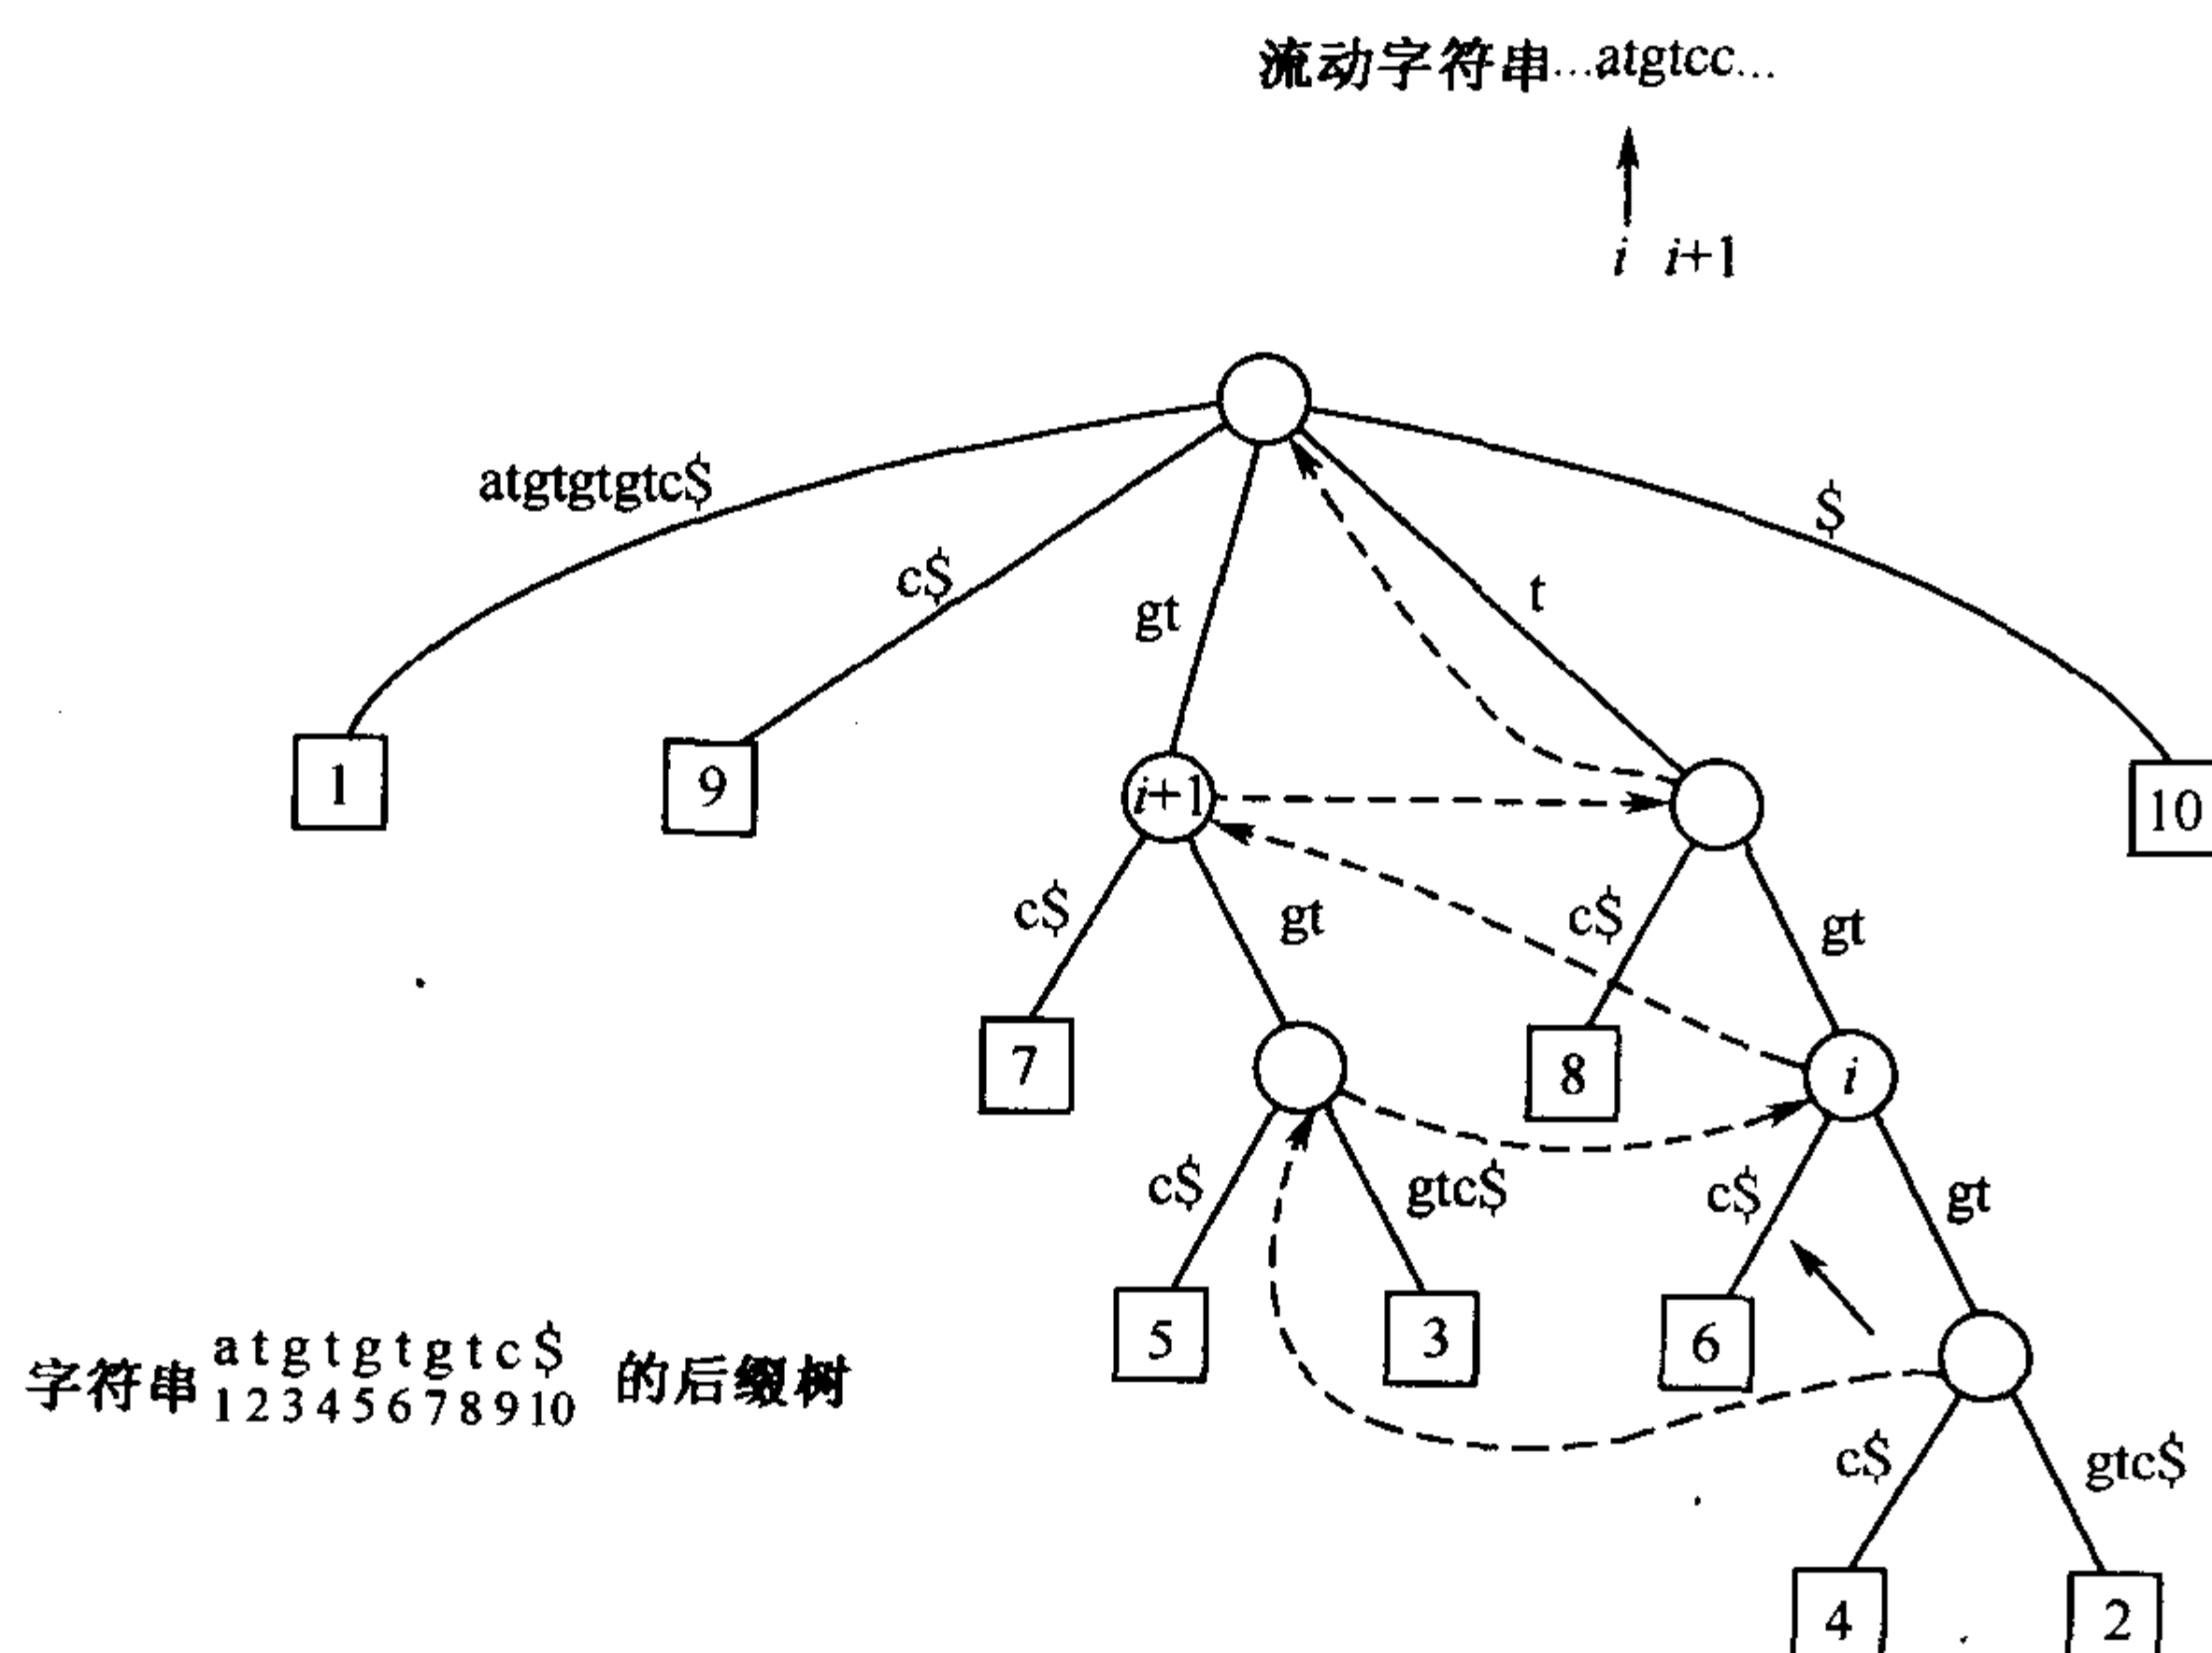 流动字符串...atgtcc...
i i+1
atgtgtgtc$
$
c$
t
gt
1
9
i+1
10
c$
gt
c$
gt
7
8
i
c$
gtc$
c$
gt
5
3
6
字符串 a t g t g t g t c $ 的后缀树
1 2 3 4 5 6 7 8 9 10
c$
gtc$
4
2